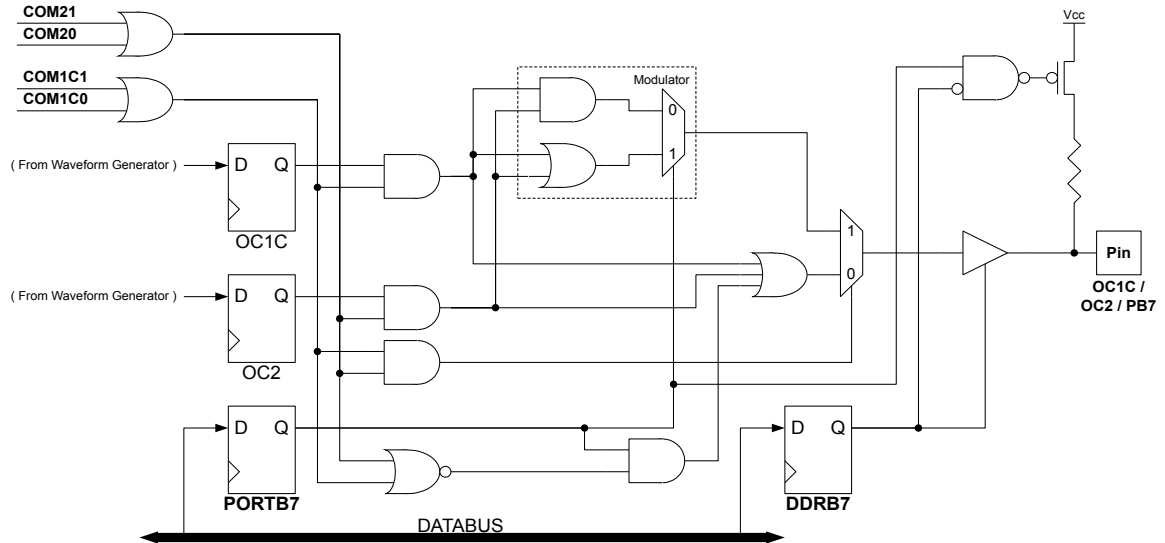 COM21
COM20
COM1C1
COM1C0
Vcc
Modulator
0
1
( From Waveform Generator )
D Q
OC1C
1
0
Pin
OC1C /
OC2 / PB7
( From Waveform Generator )
D Q
OC2
D Q
PORTB7
D Q
DDRB7
DATABUS